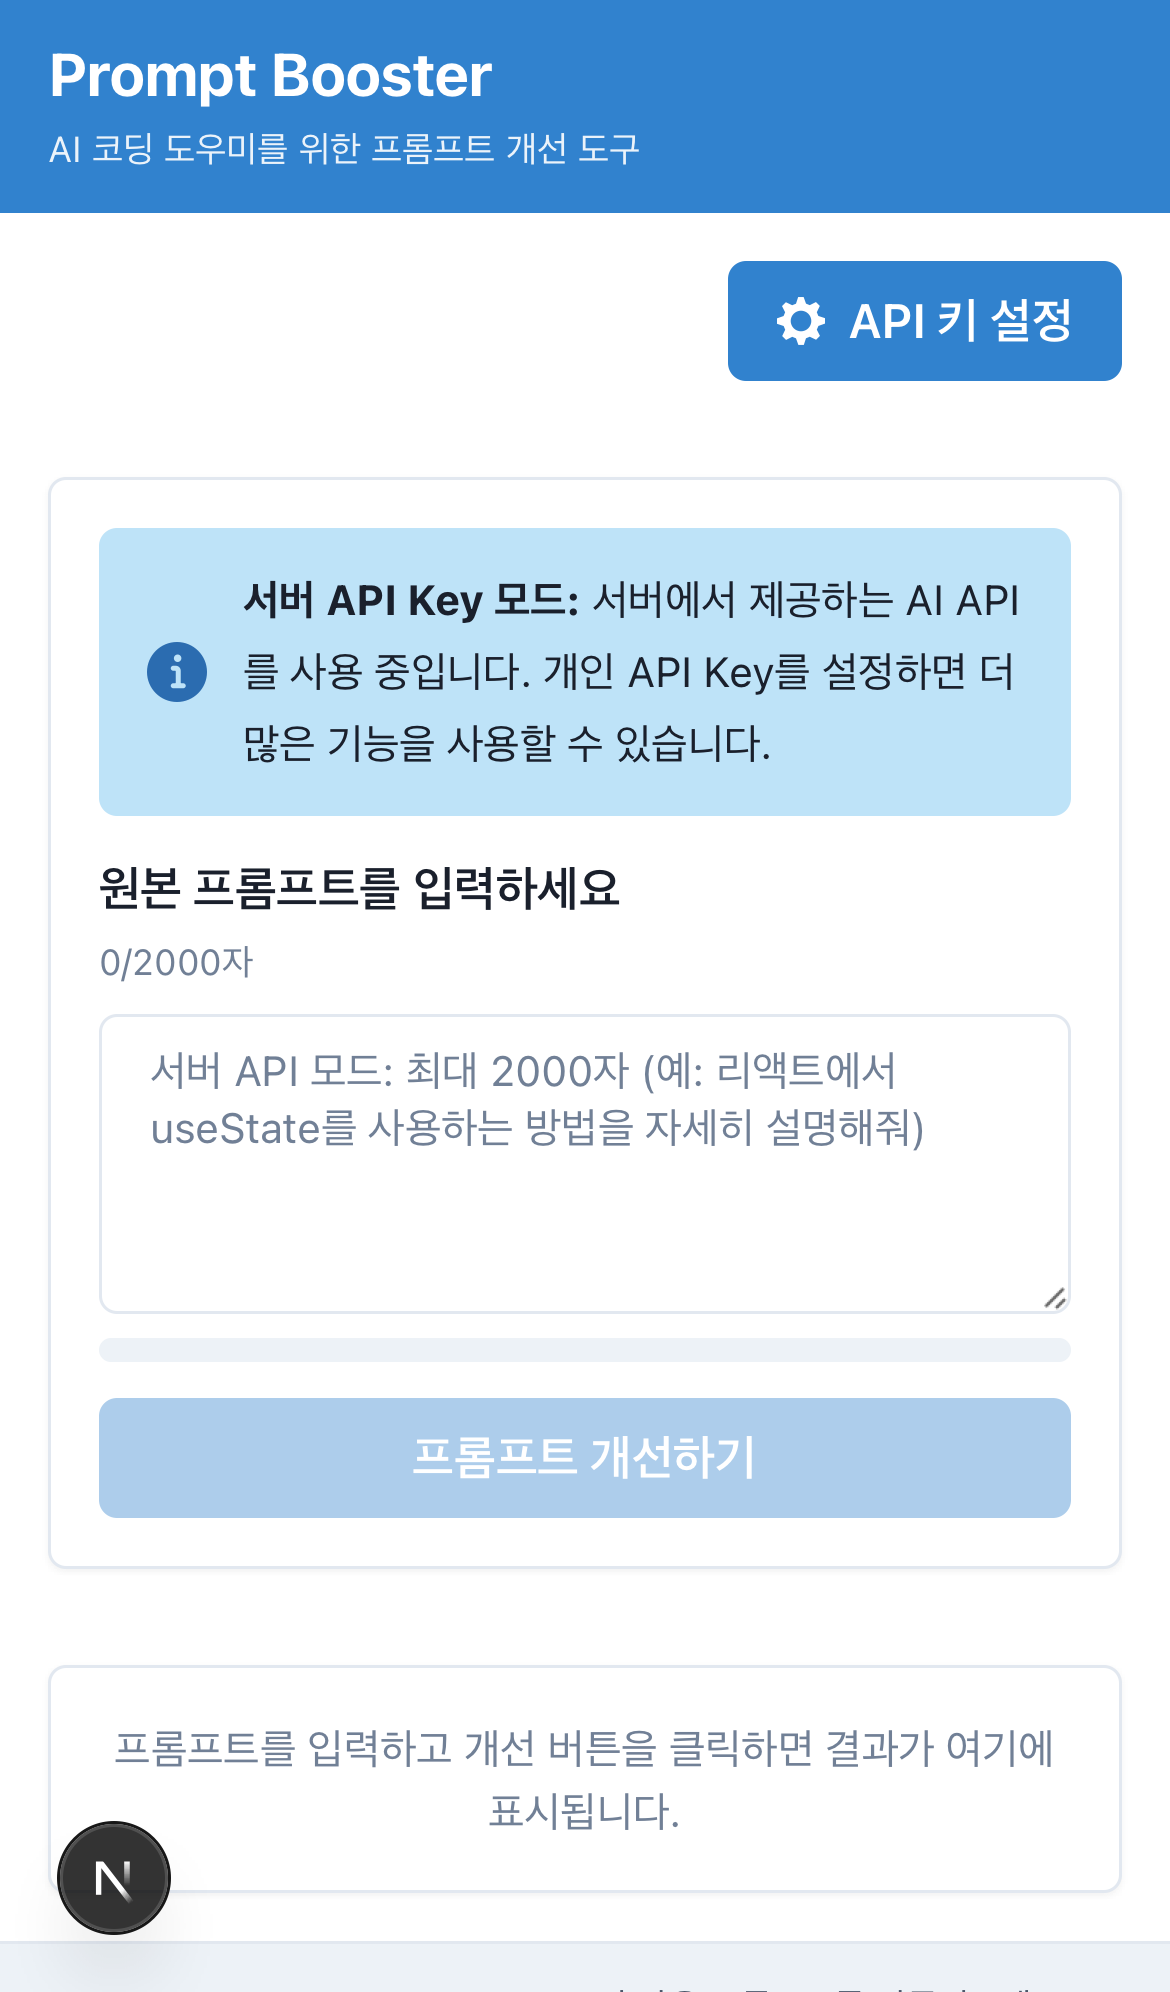 Prompt Booster
AI 코딩 도우미를 위한 프롬프트 개선 도구
API 키 설정
서버 API Key 모드: 서버에서 제공하는 AI API
를 사용 중입니다. 개인 API Key를 설정하면 더
많은 기능을 사용할 수 있습니다.
원본 프롬프트를 입력하세요
0/2000자
서버 API 모드: 최대 2000자 (예: 리액트에서
useState를 사용하는 방법을 자세히 설명해줘)
프롬프트 개선하기
프롬프트를 입력하고 개선 버튼을 클릭하면 결과가 여기에
표시됩니다.
N